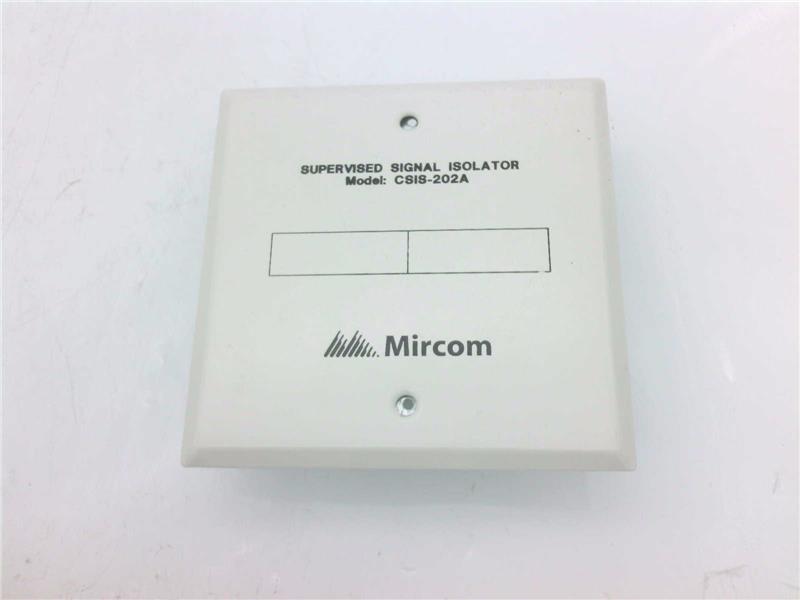 SUPERVISED SIGNAL ISOLATOR
Model: CSIS-202A
Mircom